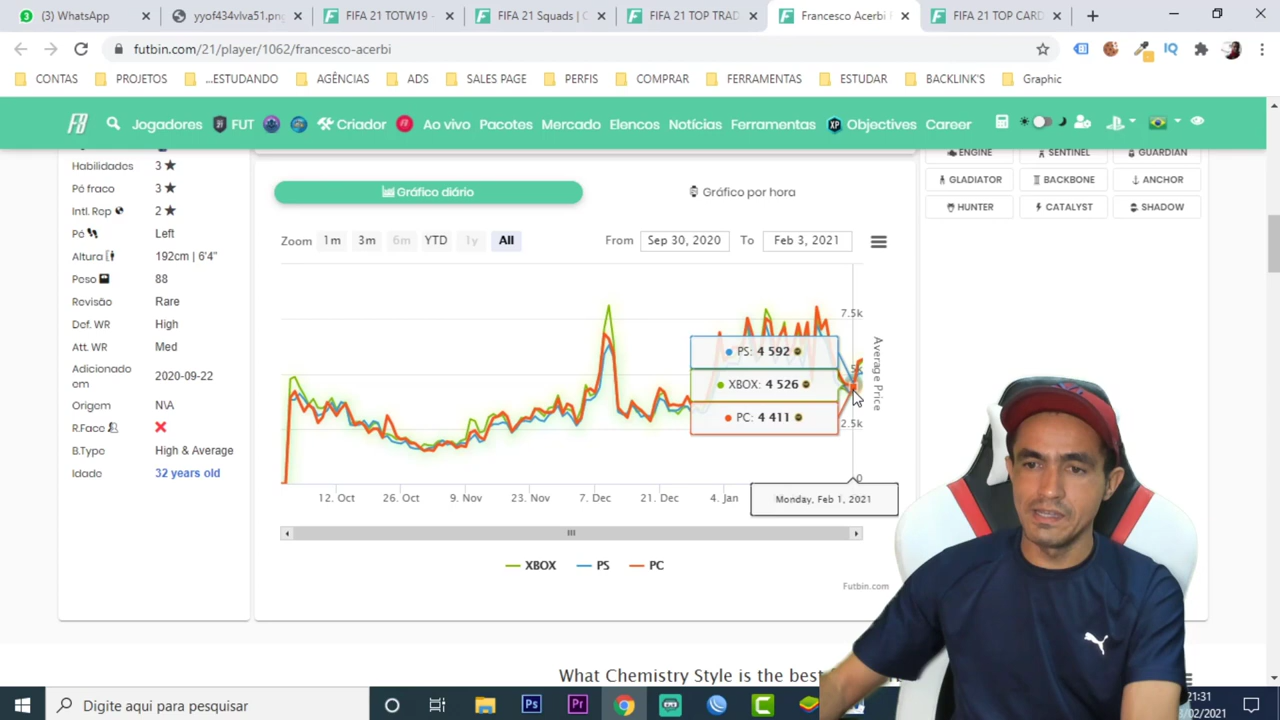 (3) WhatsApp
yyof434vlva51.png
FIFA 21 TOTW19 -
FIFA 21 Squads | C
FIFA 21 TOP TRAD
Francesco Acerbi F
FIFA 21 TOP CARD
futbin.com/21/player/1062/francesco-acerbi
IQ
CONTAS
PROJETOS
...ESTUDANDO
AGÊNCIAS
ADS
SALES PAGE
PERFIS
COMPRAR
FERRAMENTAS
ESTUDAR
BACKLINK'S
Graphic
Jogadores
FUT
Criador
Ao vivo
Pacotes
Mercado
Elencos
Notícias
Ferramentas
XP Objectives
Career
Habilidades 3
Pé fraco 3
Intl. Rep 2
Pé Left
Altura 192cm | 6'4"
Peso 88
Revisão Rare
Def. WR High
Att. WR Med
Adicionado em 2020-09-22
Origem N\A
R.Face
B.Type High & Average
Idade 32 years old
Gráfico diário
Gráfico por hora
Zoom 1m 3m 6m YTD 1y All
From Sep 30, 2020 To Feb 3, 2021
7.5k
2.5k
0
Average Price
PS: 4 592
XBOX: 4 526
PC: 4 411
12. Oct 26. Oct 9. Nov 23. Nov 7. Dec 21. Dec 4. Jan
Monday, Feb 1, 2021
XBOX PS PC
Futbin.com
ENGINE SENTINEL GUARDIAN
GLADIATOR BACKBONE ANCHOR
HUNTER CATALYST SHADOW
What Chemistry Style is the best
Digite aqui para pesquisar
Ps
Pr
21:31
/02/2021